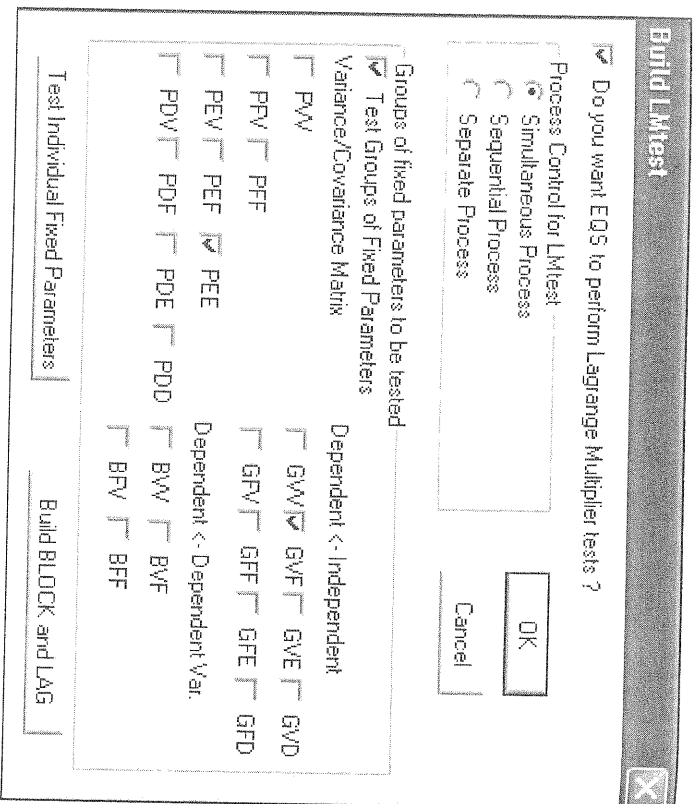 Build LMtest
Do you want EQS to perform Lagrange Multiplier tests ?
Process Control for LMtest
Simultaneous Process
Sequential Process
Separate Process
OK
Cancel
Groups of fixed parameters to be tested
Test Groups of Fixed Parameters
Variance/Covariance Matrix
PVV
PFV PFF
PEV PEF PEE
PDV PDF PDE PDD
Dependent <- Independent
GVV GVF GVE GVD
GFV GFF GFE GFD
Dependent <- Dependent Var.
BVV BVF
BFV BFF
Test Individual Fixed Parameters
Build BLOCK and LAG